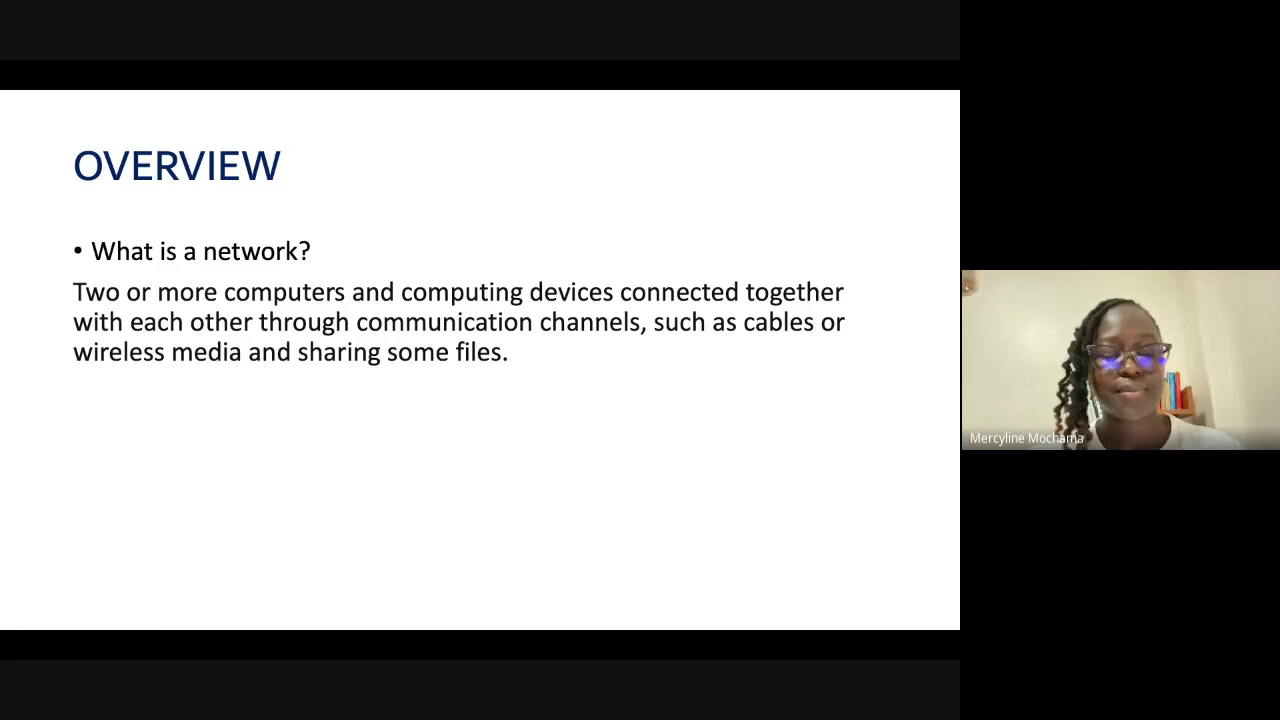 OVERVIEW
• What is a network?
Two or more computers and computing devices connected together
with each other through communication channels, such as cables or
wireless media and sharing some files.
Mercyline Mochama